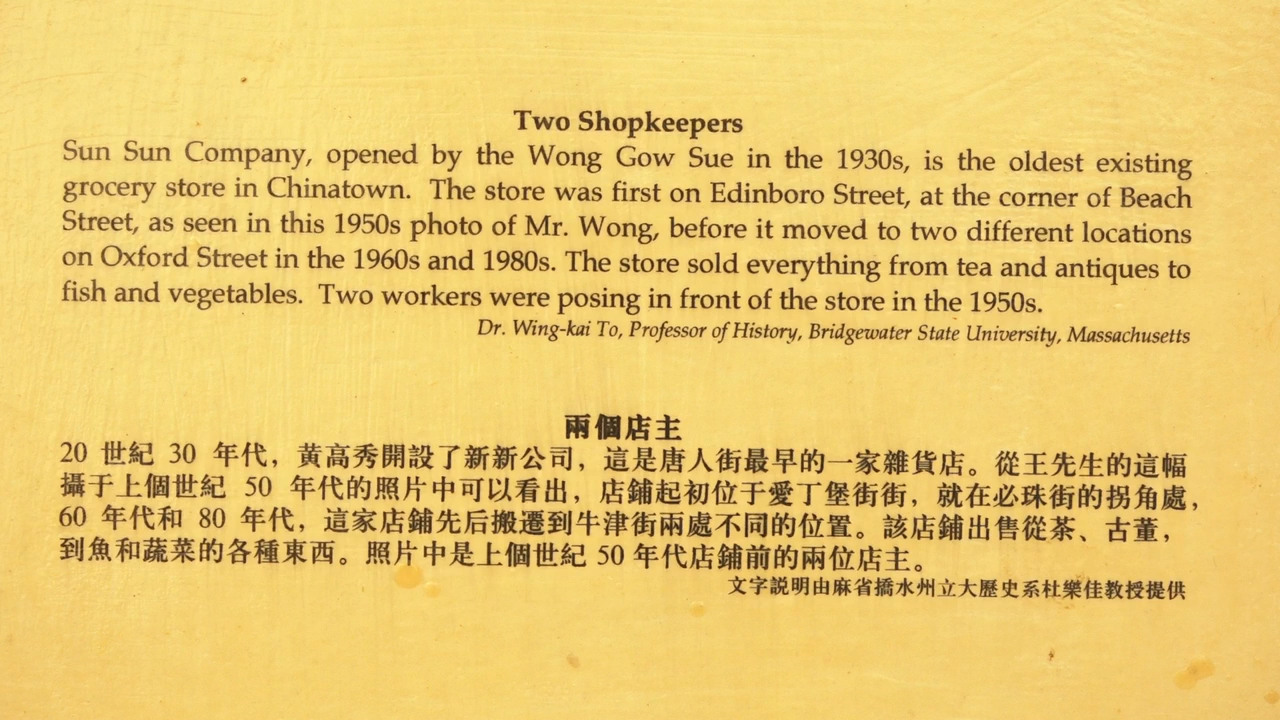 Two Shopkeepers
Sun Sun Company, opened by the Wong Gow Sue in the 1930s, is the oldest existing
grocery store in Chinatown. The store was first on Edinboro Street, at the corner of Beach
Street, as seen in this 1950s photo of Mr. Wong, before it moved to two different locations
on Oxford Street in the 1960s and 1980s. The store sold everything from tea and antiques to
fish and vegetables. Two workers were posing in front of the store in the 1950s.
Dr. Wing-kai To, Professor of History, Bridgewater State University, Massachusetts
兩個店主
20 世紀 30 年代，黄高秀開設了新新公司，這是唐人街最早的一家雜貨店。從王先生的這幅
攝于上個世紀 50 年代的照片中可以看出，店鋪起初位于愛丁堡街街，就在必珠街的拐角處，
60 年代和 80 年代，這家店鋪先后搬遷到牛津街兩處不同的位置。該店鋪出售從茶、古董，
到魚和蔬菜的各種東西。照片中是上個世紀 50 年代店鋪前的兩位店主。
文字説明由麻省撟水州立大歷史系杜樂佳教授提供